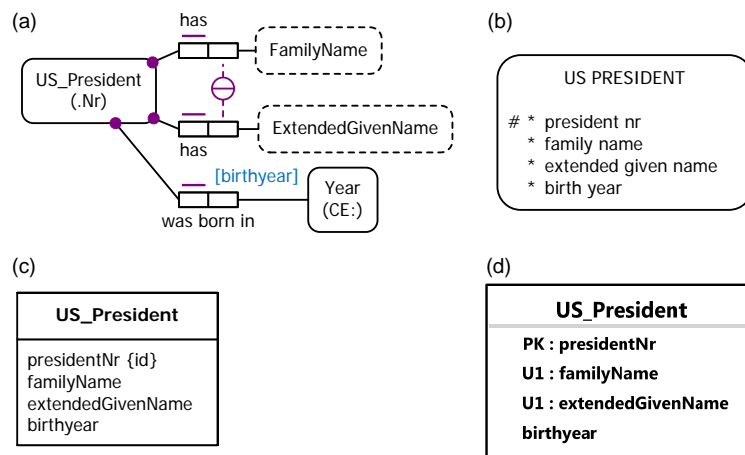 (a)
has
FamilyName
US_President
(.Nr)
ExtendedGivenName
has
[birthyear]
Year
(CE:)
was born in
(b)
US PRESIDENT
# * president nr
* family name
* extended given name
* birth year
(c)
US_President
presidentNr {id}
familyName
extendedGivenName
birthyear
(d)
US_President
PK : presidentNr
U1 : familyName
U1 : extendedGivenName
birthyear